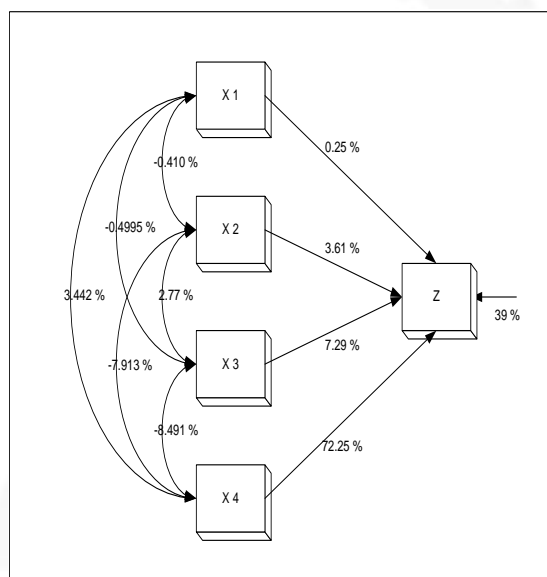 X 1
0.25 %
-0.410 %
-0.4995 %
X 2
3.61 %
Z
3.442 %
2.77 %
39 %
7.29 %
-7.913 %
X 3
-8.491 %
72.25 %
X 4